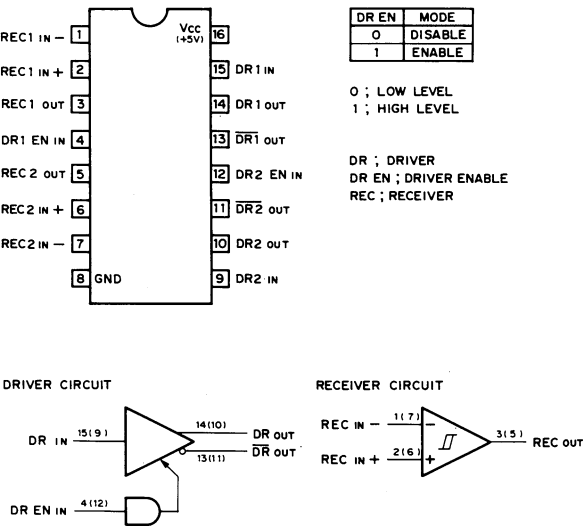 DR EN MODE
0 DISABLE
1 ENABLE
0 ; LOW LEVEL
1 ; HIGH LEVEL
DR ; DRIVER
DR EN ; DRIVER ENABLE
REC ; RECEIVER
Vcc
(+5V)
REC1 IN - 1
16
REC1 IN + 2
15 DR1 IN
REC1 OUT 3
14 DR1 OUT
DR1 EN IN 4
13 D̅R̅1̅ OUT
REC2 OUT 5
12 DR2 EN IN
REC2 IN + 6
11 D̅R̅2̅ OUT
REC2 IN - 7
10 DR2 OUT
8 GND
9 DR2 IN
DRIVER CIRCUIT
DR IN 15(9)
14(10) DR OUT
13(11) D̅R̅ OUT
DR EN IN 4(12)
RECEIVER CIRCUIT
REC IN - 1(7) -
REC IN + 2(6) +
3(5) REC OUT